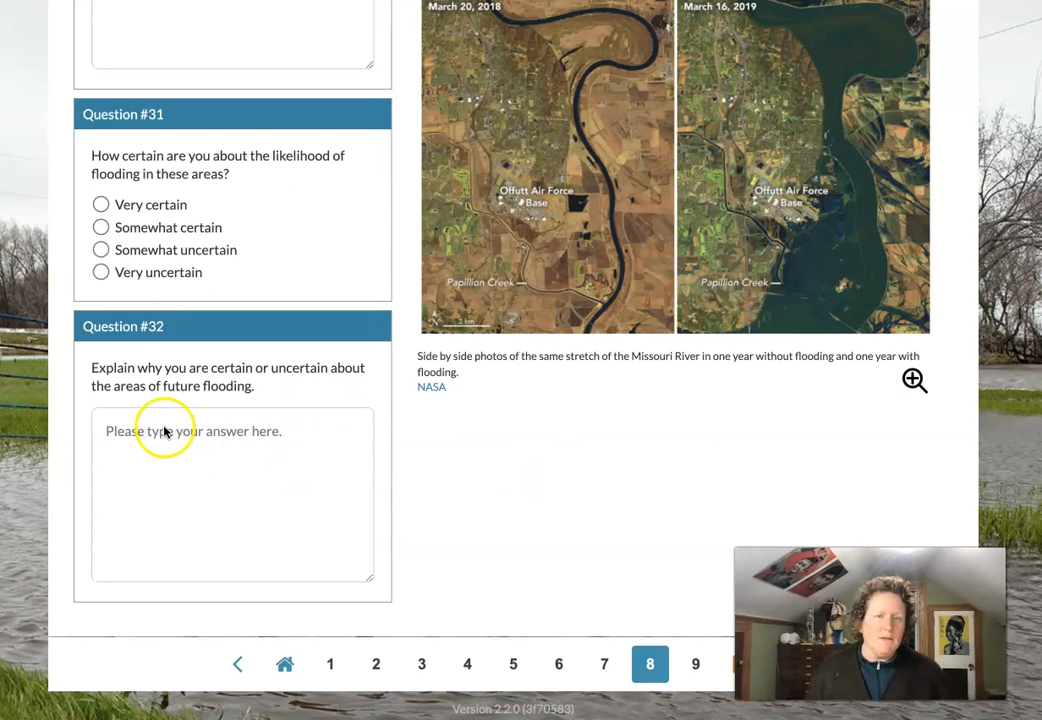 March 20, 2018
March 16, 2019
Question #31
How certain are you about the likelihood of
flooding in these areas?
Very certain
Somewhat certain
Somewhat uncertain
Very uncertain
Offutt Air Force
Base
Papillion Creek
Offutt Air Force
Base
Papillion Creek
Question #32
Explain why you are certain or uncertain about
the areas of future flooding.
Please type your answer here.
Side by side photos of the same stretch of the Missouri River in one year without flooding and one year with
flooding.
NASA
1 2 3 4 5 6 7 8 9
Version 2.2.0 (3f70583)